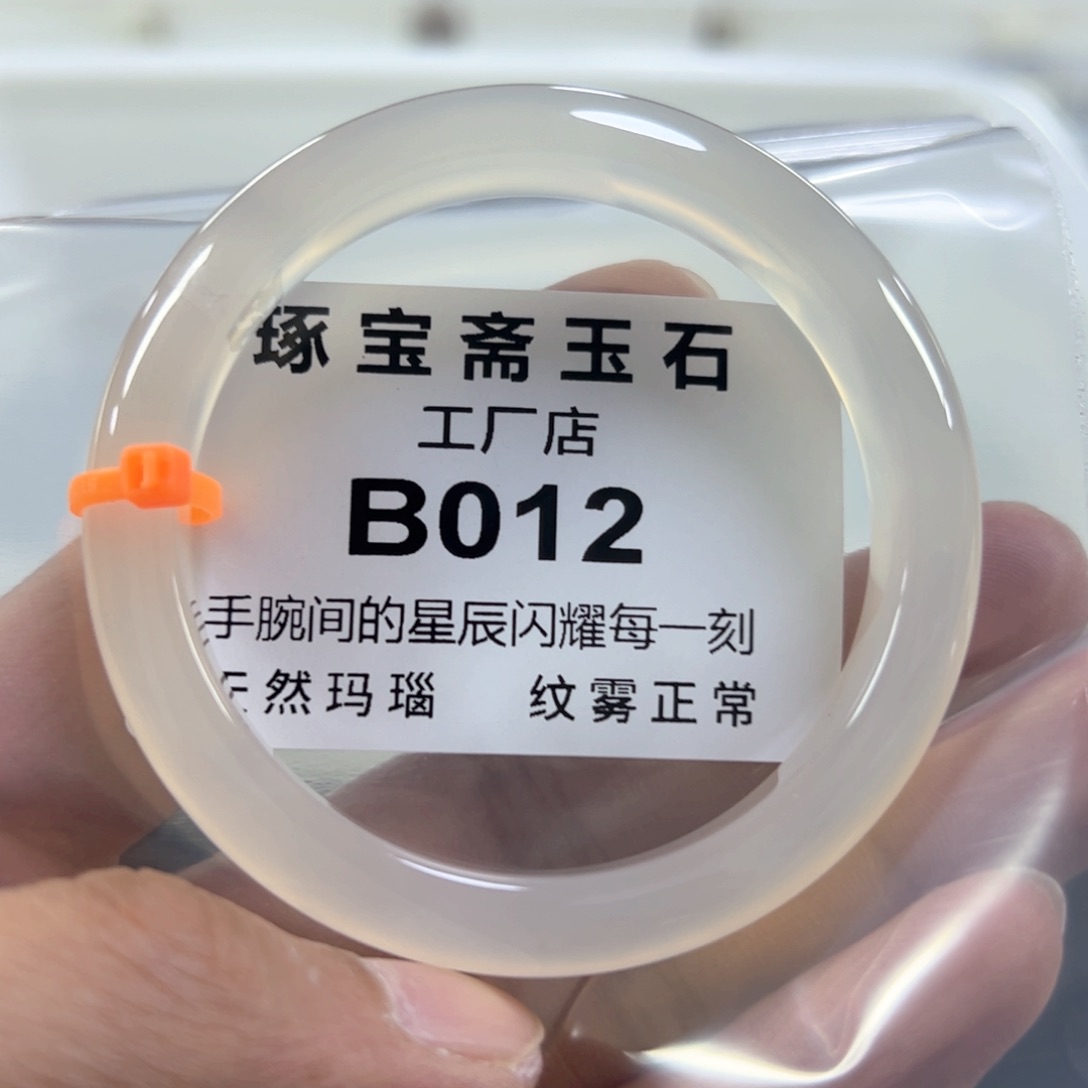 琢宝斋玉石
工厂店
B012
手腕间的星辰闪耀每一刻
天然玛瑙 纹雾正常